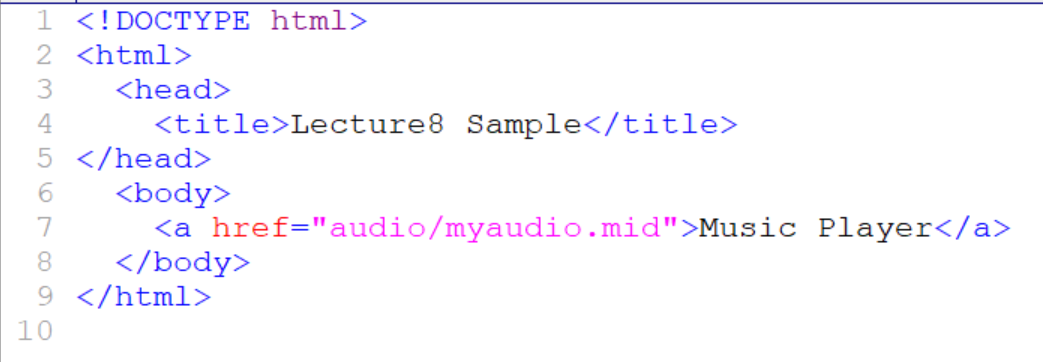 1 <!DOCTYPE html>
2 <html>
3   <head>
4     <title>Lecture8 Sample</title>
5 </head>
6   <body>
7     <a href="audio/myaudio.mid">Music Player</a>
8   </body>
9 </html>
10